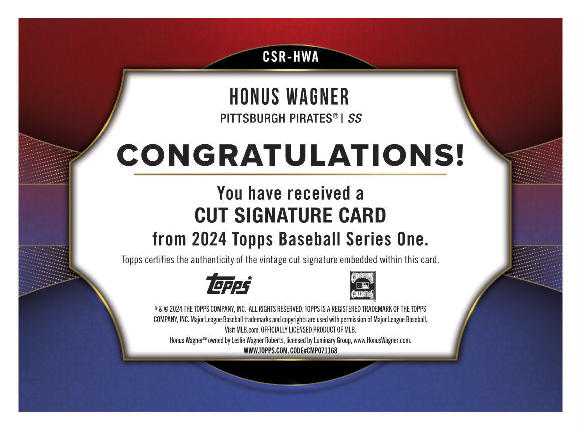 CSR-HWA
HONUS WAGNER
PITTSBURGH PIRATES® | SS
CONGRATULATIONS!
You have received a
CUT SIGNATURE CARD
from 2024 Topps Baseball Series One.
Topps certifies the authenticity of the vintage cut signature embedded within this card.
topps
® & © 2024 THE TOPPS COMPANY, INC. ALL RIGHTS RESERVED. TOPPS IS A REGISTERED TRADEMARK OF THE TOPPS
COMPANY, INC. Major League Baseball trademarks and copyrights are used with permission of Major League Baseball.
Visit MLB.com. OFFICIALLY LICENSED PRODUCT OF MLB.
Honus Wagner™ owned by Leslie Wagner Roberts, licensed by Luminary Group, www.HonusWagner.com.
WWW.TOPPS.COM. CODE#CMP071168